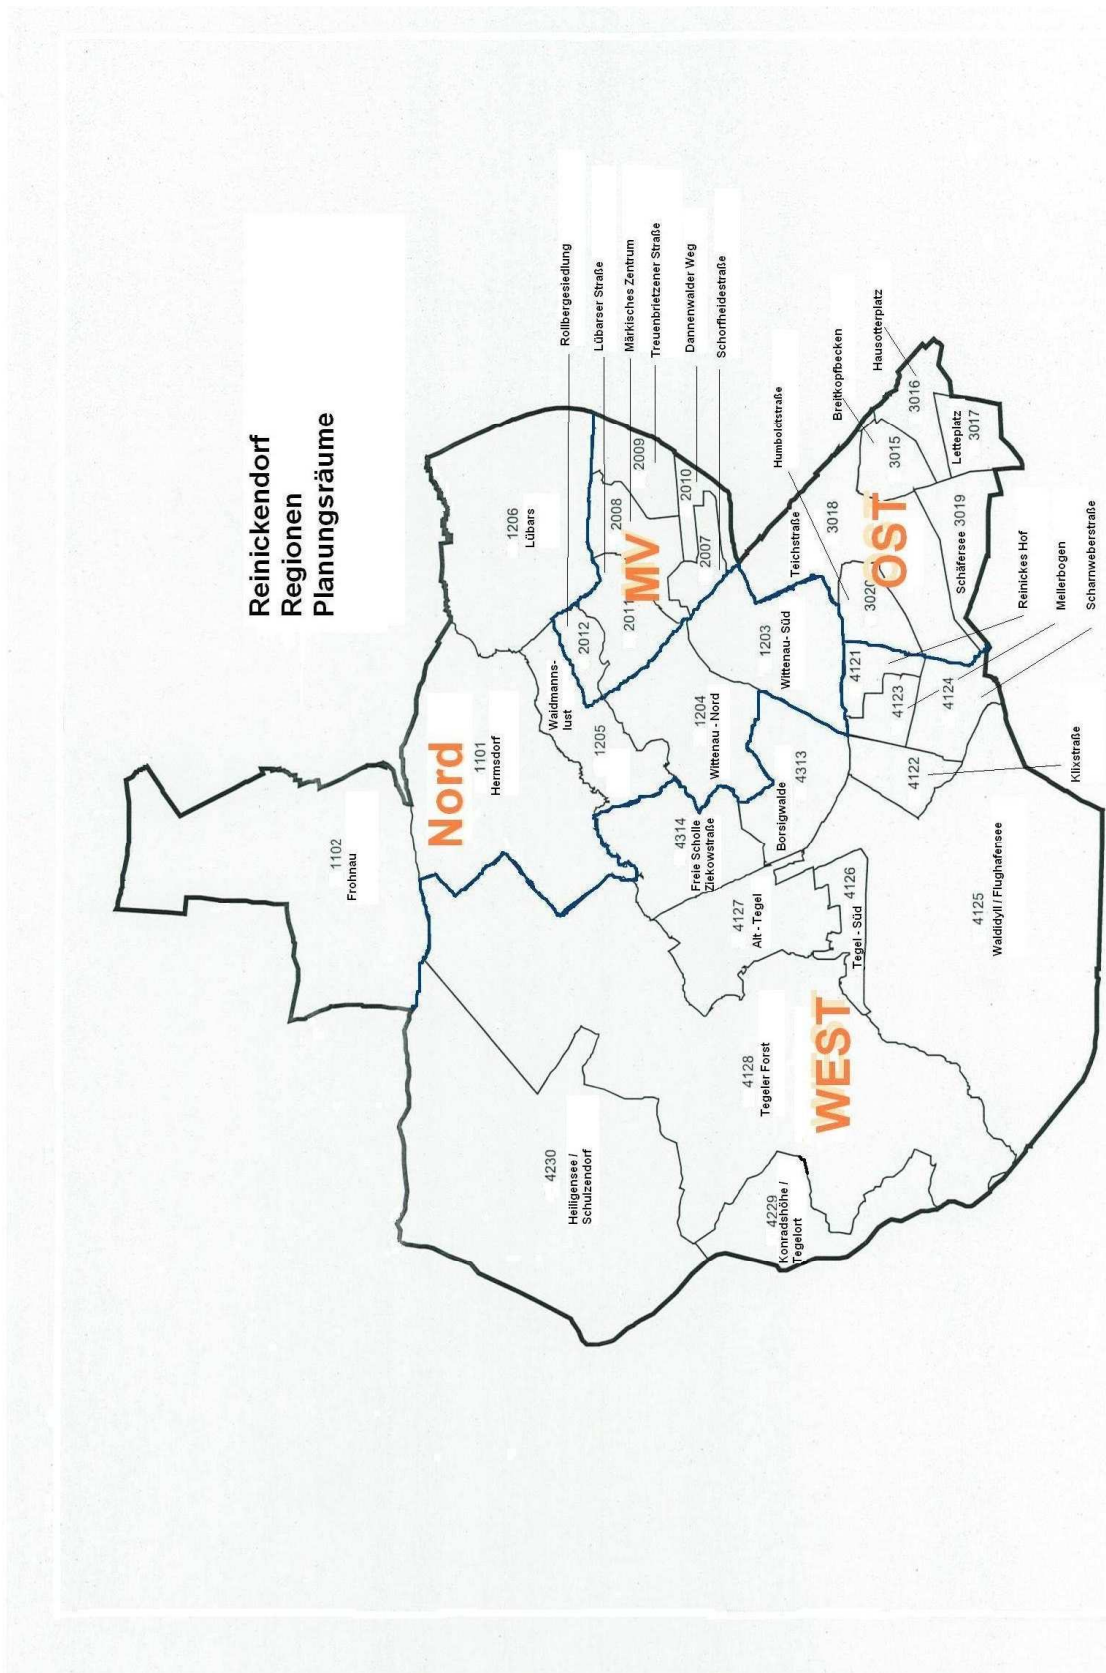 Reinickendorf
Regionen
Planungsräume
1102
Frohnau
Nord
1101
Hermsdorf
1206
Lübars
Waidmanns-
lust
1205
Rollbergesiedlung
Lübarser Straße
Märkisches Zentrum
Treuenbrietzener Straße
Dannenwalder Weg
Schorfheidestraße
2012
2011
2008
2009
2010
2007
MV
1204
Wittenau - Nord
1203
Wittenau- Süd
Teichstraße
Humboldtstraße
Breitkopfbecken
Hausotterplatz
3018
3015
3016
Letteplatz
3017
3020
OST
Schäfersee 3019
Reinickes Hof
Mellerbogen
Scharnweberstraße
Klixstraße
4121
4123
4124
4122
4313
Borsigwalde
4314
Freie Scholle
Ziekowstraße
4127
Alt - Tegel
4126
Tegel - Süd
4125
Waldidyll / Flughafensee
4128
Tegeler Forst
WEST
4230
Heiligensee /
Schulzendorf
4229
Konradshöhe /
Tegelort